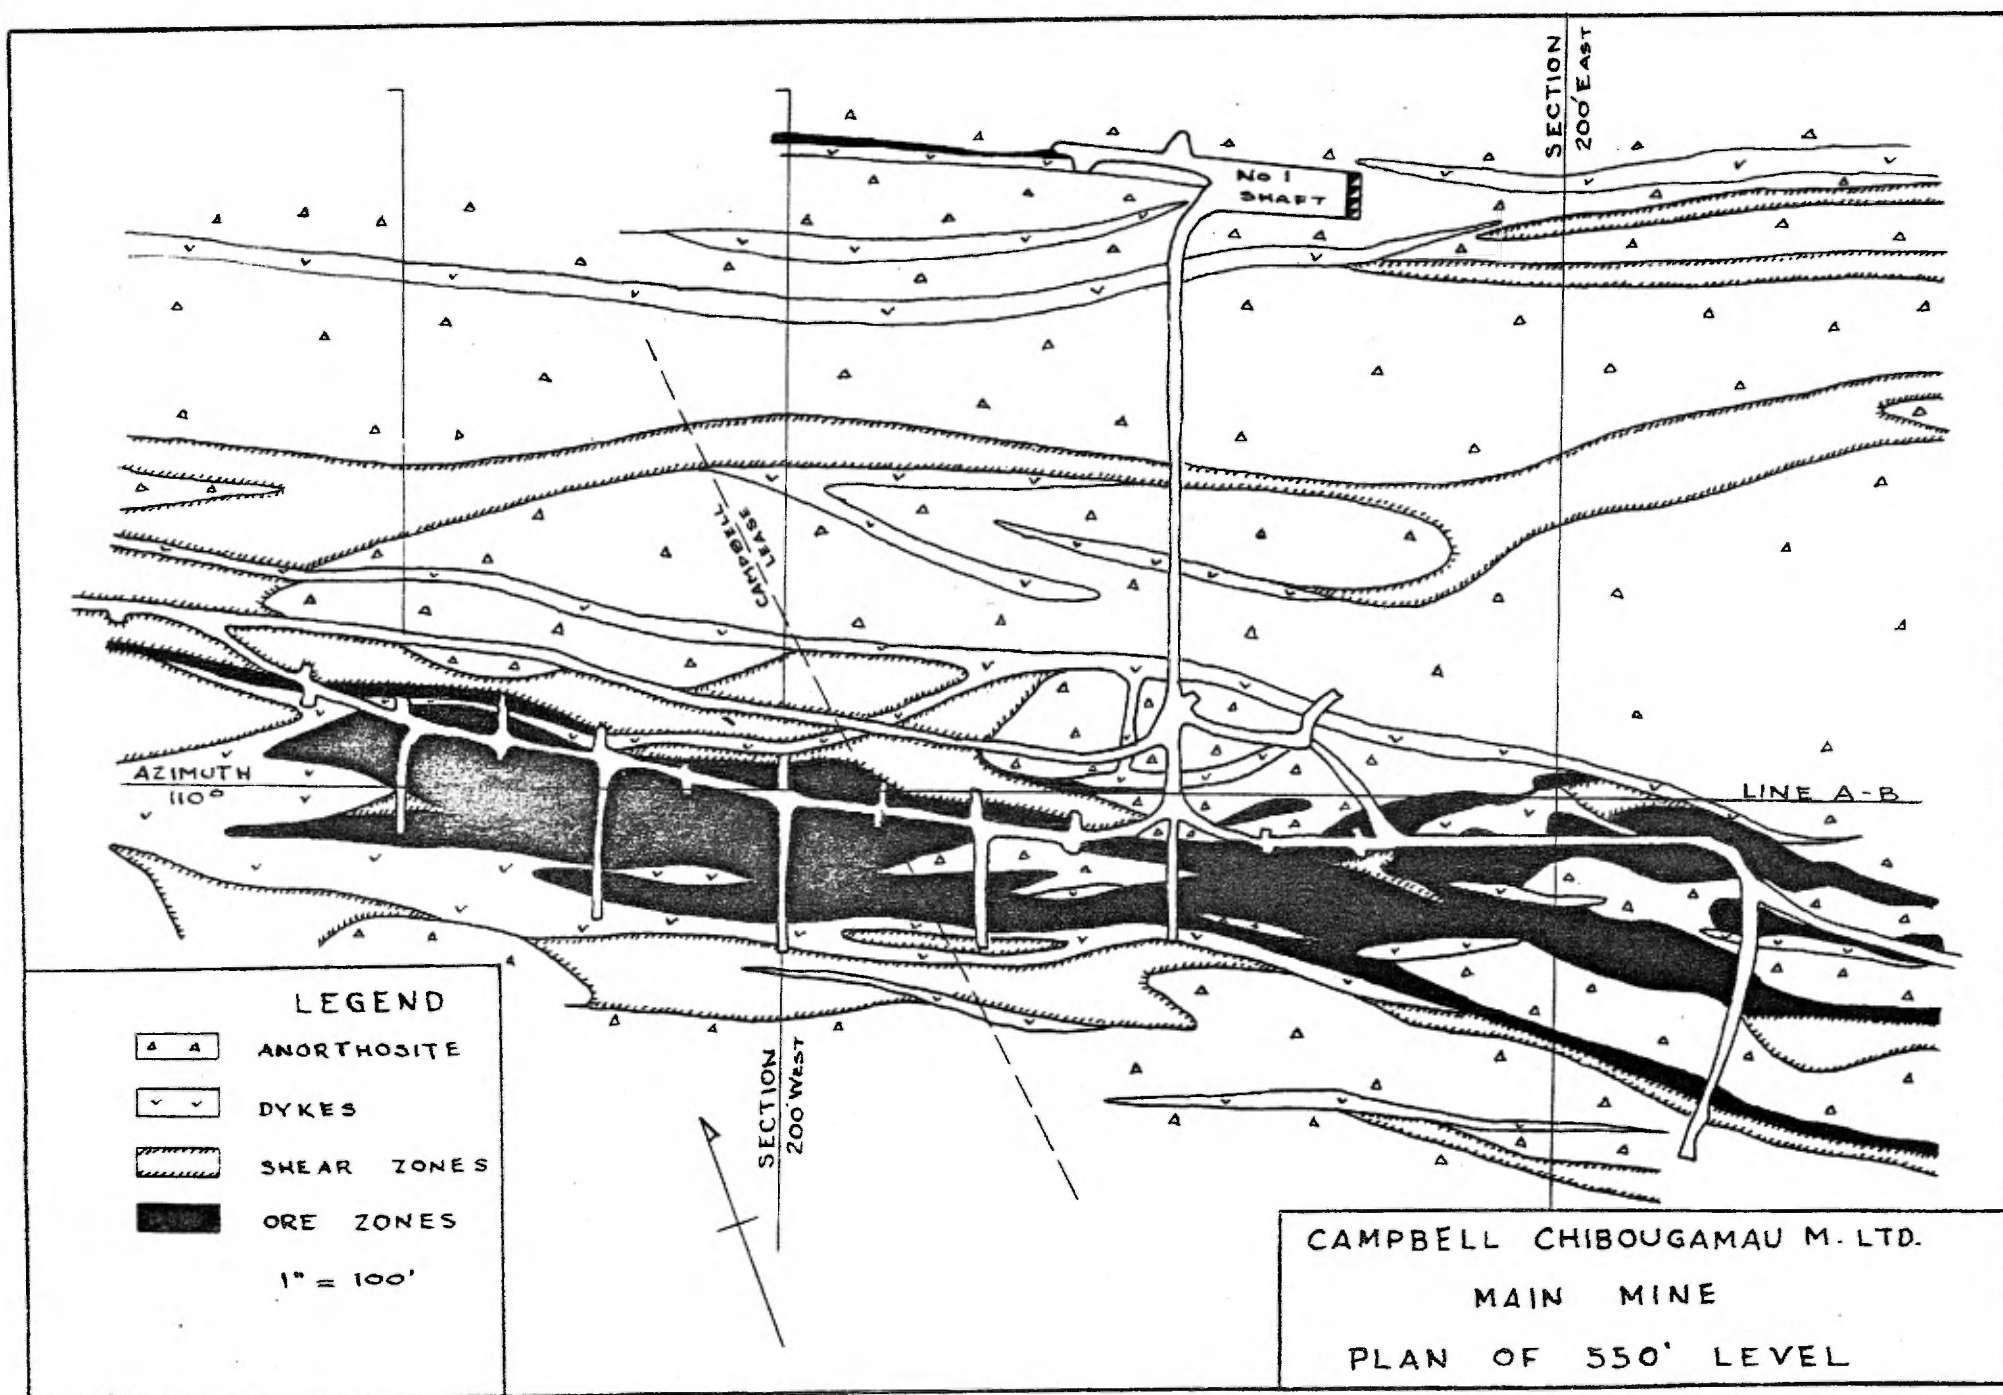 SECTION
200' EAST
No 1
SHAFT
CAMPBELL
LEASE
AZIMUTH
110°
LINE A-B
SECTION
200' WEST
LEGEND
ANORTHOSITE
DYKES
SHEAR ZONES
ORE ZONES
1" = 100'
CAMPBELL CHIBOUGAMAU M. LTD.
MAIN MINE
PLAN OF 550' LEVEL